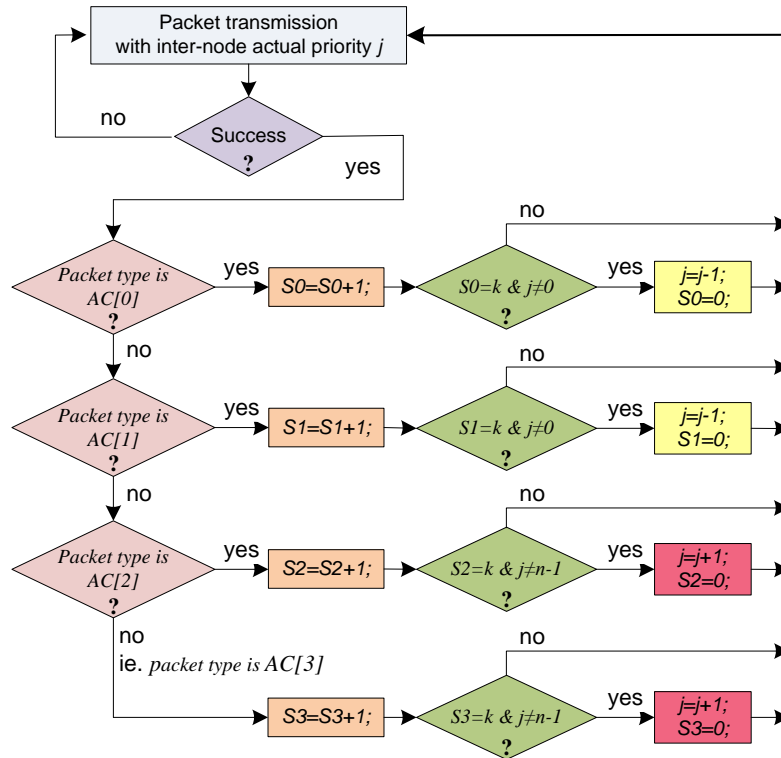 Packet transmission
with inter-node actual priority j
no
Success
?
yes
no
Packet type is
AC[0]
?
yes
S0=S0+1;
S0=k & j≠0
?
yes
j=j-1;
S0=0;
no
no
Packet type is
AC[1]
?
yes
S1=S1+1;
S1=k & j≠0
?
yes
j=j-1;
S1=0;
no
no
Packet type is
AC[2]
?
yes
S2=S2+1;
S2=k & j≠n-1
?
yes
j=j+1;
S2=0;
no
ie. packet type is AC[3]
no
S3=S3+1;
S3=k & j≠n-1
?
yes
j=j+1;
S3=0;